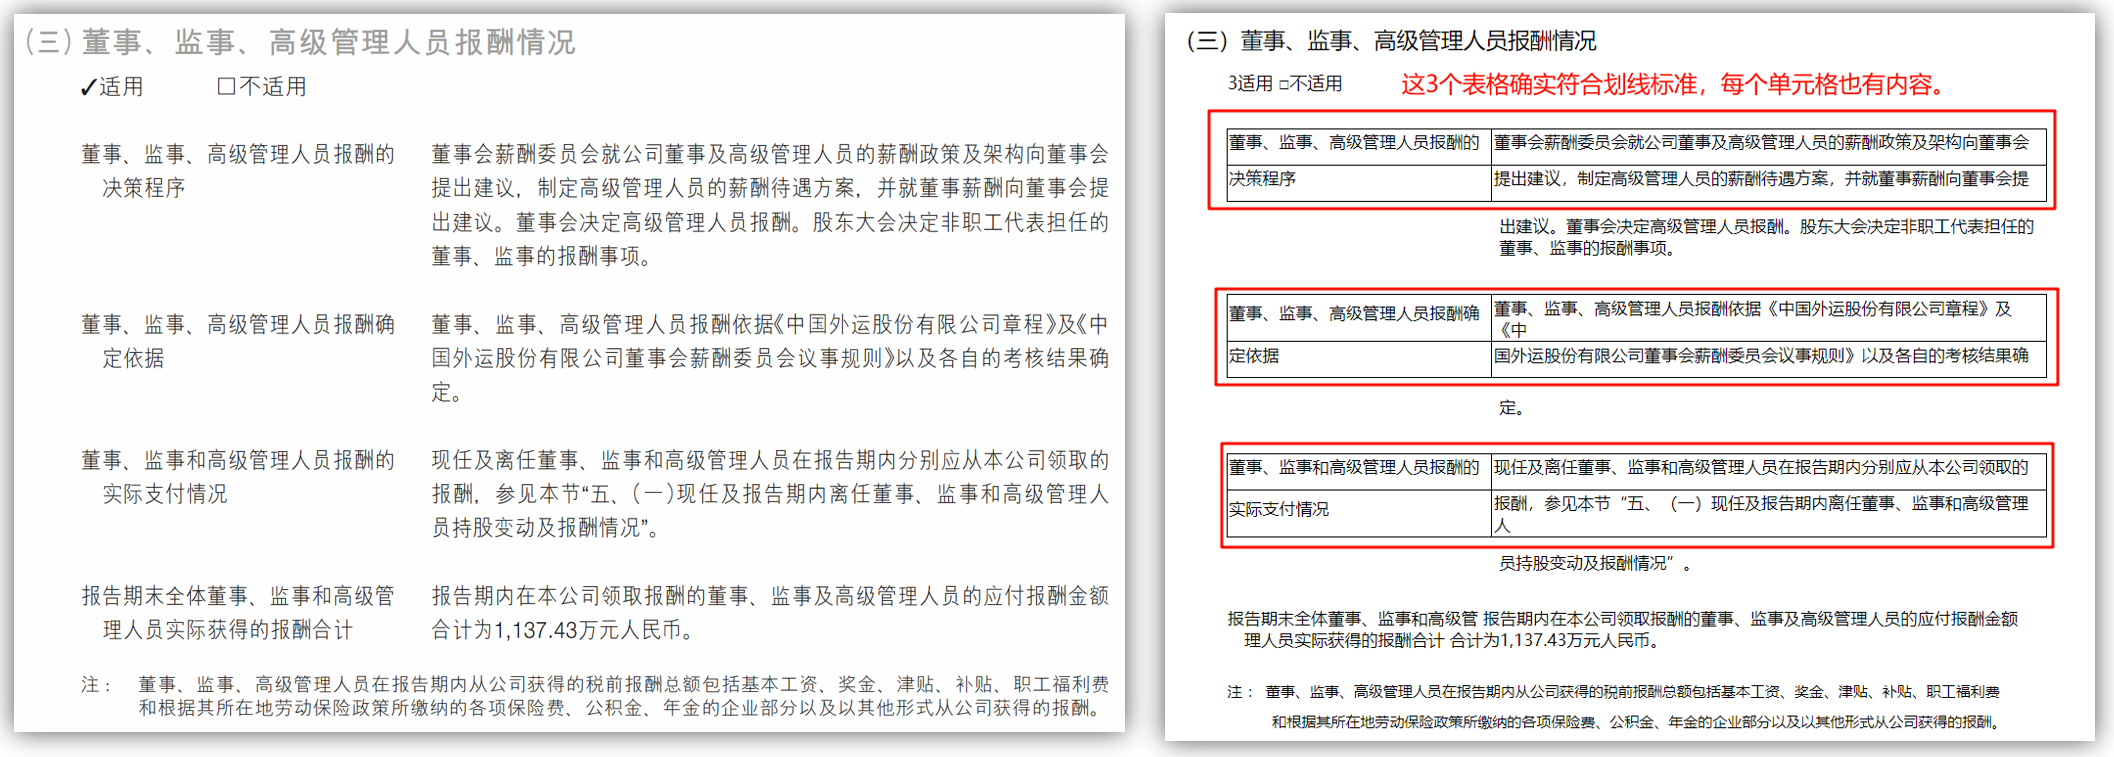 (三) 董事、监事、高级管理人员报酬情况
✓适用 □不适用
董事、监事、高级管理人员报酬的
决策程序
董事会薪酬委员会就公司董事及高级管理人员的薪酬政策及架构向董事会
提出建议，制定高级管理人员的薪酬待遇方案，并就董事薪酬向董事会提
出建议。董事会决定高级管理人员报酬。股东大会决定非职工代表担任的
董事、监事的报酬事项。
董事、监事、高级管理人员报酬确
定依据
董事、监事、高级管理人员报酬依据《中国外运股份有限公司章程》及《中
国外运股份有限公司董事会薪酬委员会议事规则》以及各自的考核结果确
定。
董事、监事和高级管理人员报酬的
实际支付情况
现任及离任董事、监事和高级管理人员在报告期内分别应从本公司领取的
报酬，参见本节“五、(一)现任及报告期内离任董事、监事和高级管理人
员持股变动及报酬情况”。
报告期末全体董事、监事和高级管
理人员实际获得的报酬合计
报告期内在本公司领取报酬的董事、监事及高级管理人员的应付报酬金额
合计为1,137.43万元人民币。
注： 董事、监事、高级管理人员在报告期内从公司获得的税前报酬总额包括基本工资、奖金、津贴、补贴、职工福利费
和根据其所在地劳动保险政策所缴纳的各项保险费、公积金、年金的企业部分以及以其他形式从公司获得的报酬。
(三) 董事、监事、高级管理人员报酬情况
3适用 □不适用
这3个表格确实符合划线标准，每个单元格也有内容。
董事、监事、高级管理人员报酬的 董事会薪酬委员会就公司董事及高级管理人员的薪酬政策及架构向董事会
决策程序 提出建议，制定高级管理人员的薪酬待遇方案，并就董事薪酬向董事会提
出建议。董事会决定高级管理人员报酬。股东大会决定非职工代表担任的
董事、监事的报酬事项。
董事、监事、高级管理人员报酬确
董事、监事、高级管理人员报酬依据《中国外运股份有限公司章程》及
《中
定依据 国外运股份有限公司董事会薪酬委员会议事规则》以及各自的考核结果确
定。
董事、监事和高级管理人员报酬的 现任及离任董事、监事和高级管理人员在报告期内分别应从本公司领取的
实际支付情况
报酬，参见本节“五、（一）现任及报告期内离任董事、监事和高级管理
人
员持股变动及报酬情况”。
报告期末全体董事、监事和高级管 报告期内在本公司领取报酬的董事、监事及高级管理人员的应付报酬金额
理人员实际获得的报酬合计 合计为1,137.43万元人民币。
注： 董事、监事、高级管理人员在报告期内从公司获得的税前报酬总额包括基本工资、奖金、津贴、补贴、职工福利费
和根据其所在地劳动保险政策所缴纳的各项保险费、公积金、年金的企业部分以及以其他形式从公司获得的报酬。